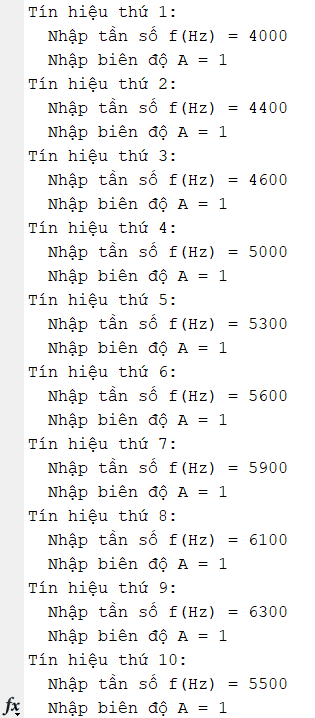 Tín hiệu thứ 1:
Nhập tần số f(Hz) = 4000
Nhập biên độ A = 1
Tín hiệu thứ 2:
Nhập tần số f(Hz) = 4400
Nhập biên độ A = 1
Tín hiệu thứ 3:
Nhập tần số f(Hz) = 4600
Nhập biên độ A = 1
Tín hiệu thứ 4:
Nhập tần số f(Hz) = 5000
Nhập biên độ A = 1
Tín hiệu thứ 5:
Nhập tần số f(Hz) = 5300
Nhập biên độ A = 1
Tín hiệu thứ 6:
Nhập tần số f(Hz) = 5600
Nhập biên độ A = 1
Tín hiệu thứ 7:
Nhập tần số f(Hz) = 5900
Nhập biên độ A = 1
Tín hiệu thứ 8:
Nhập tần số f(Hz) = 6100
Nhập biên độ A = 1
Tín hiệu thứ 9:
Nhập tần số f(Hz) = 6300
Nhập biên độ A = 1
Tín hiệu thứ 10:
Nhập tần số f(Hz) = 5500
fx Nhập biên độ A = 1